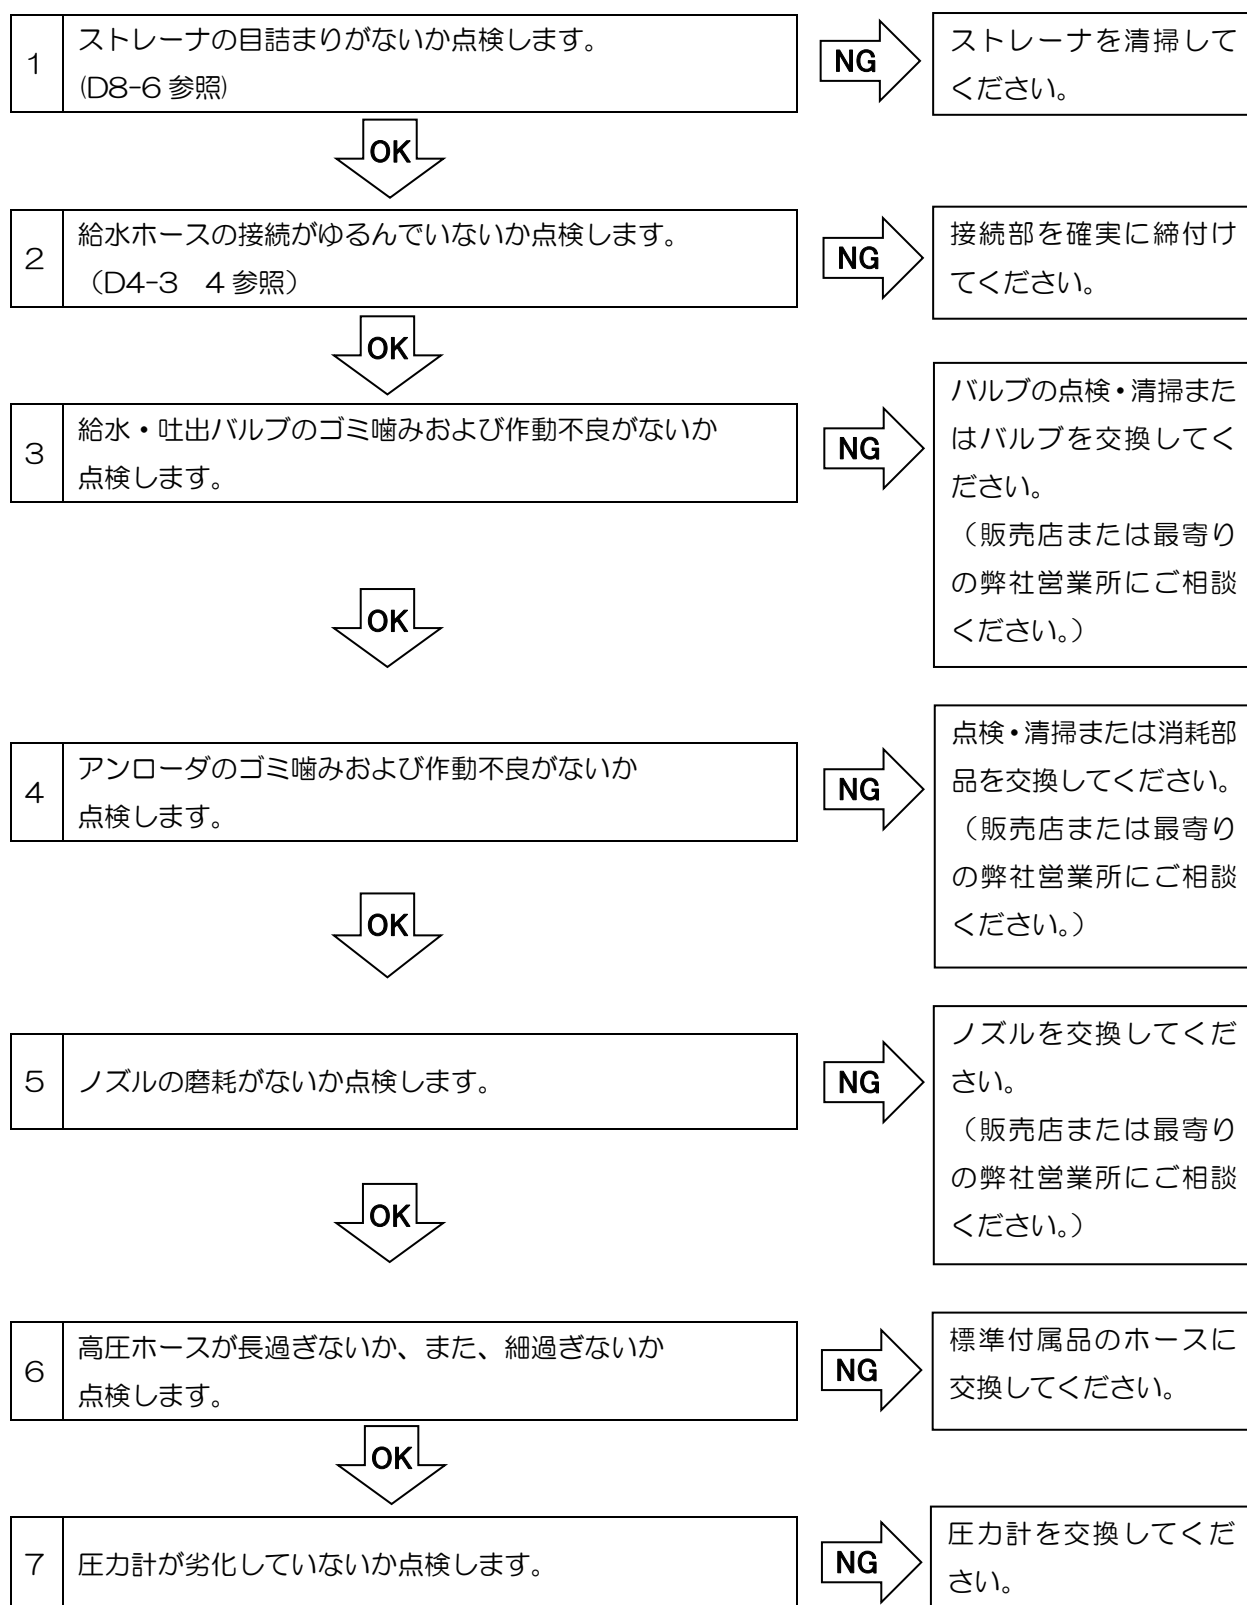 1
ストレーナの目詰まりがないか点検します。
(D8-6 参照)
NG
ストレーナを清掃して
ください。
OK
2
給水ホースの接続がゆるんでいないか点検します。
（D4-3　4 参照）
NG
接続部を確実に締付け
てください。
OK
3
給水・吐出バルブのゴミ噛みおよび作動不良がないか
点検します。
NG
バルブの点検・清掃また
はバルブを交換してく
ださい。
（販売店または最寄り
の弊社営業所にご相談
ください。）
OK
4
アンローダのゴミ噛みおよび作動不良がないか
点検します。
NG
点検・清掃または消耗部
品を交換してください。
（販売店または最寄り
の弊社営業所にご相談
ください。）
OK
5
ノズルの磨耗がないか点検します。
NG
ノズルを交換してくだ
さい。
（販売店または最寄り
の弊社営業所にご相談
ください。）
OK
6
高圧ホースが長過ぎないか、また、細過ぎないか
点検します。
NG
標準付属品のホースに
交換してください。
OK
7
圧力計が劣化していないか点検します。
NG
圧力計を交換してくだ
さい。